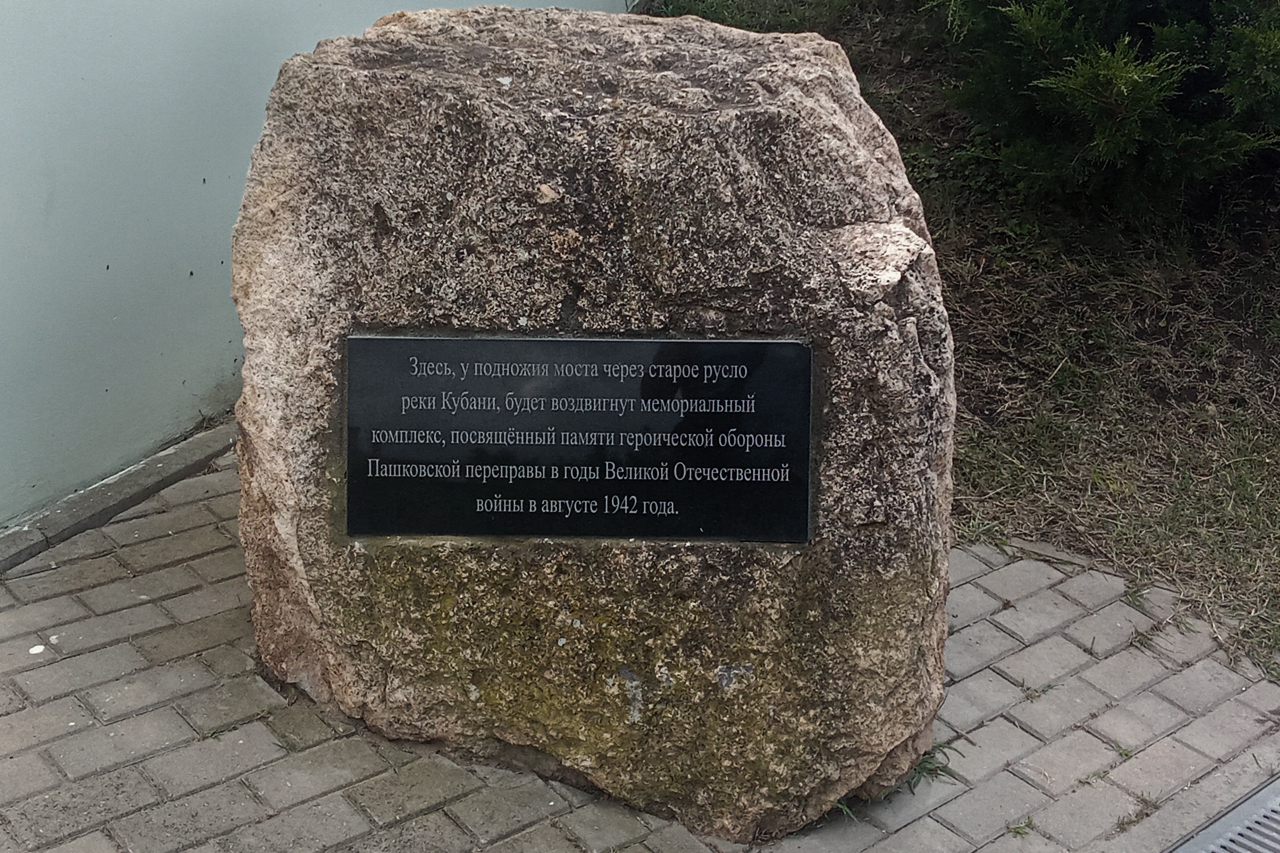 Здесь, у подножия моста через старое русло
реки Кубани, будет воздвигнут мемориальный
комплекс, посвящённый памяти героической обороны
Пашковской переправы в годы Великой Отечественной
войны в августе 1942 года.